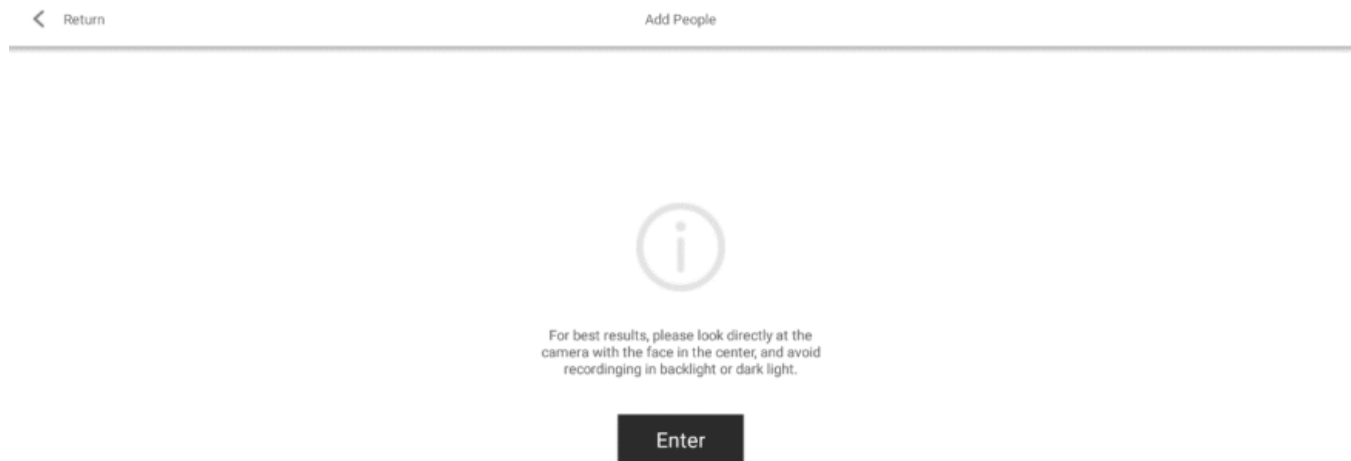 Return
Add People
For best results, please look directly at the
camera with the face in the center, and avoid
recordinging in backlight or dark light.
Enter